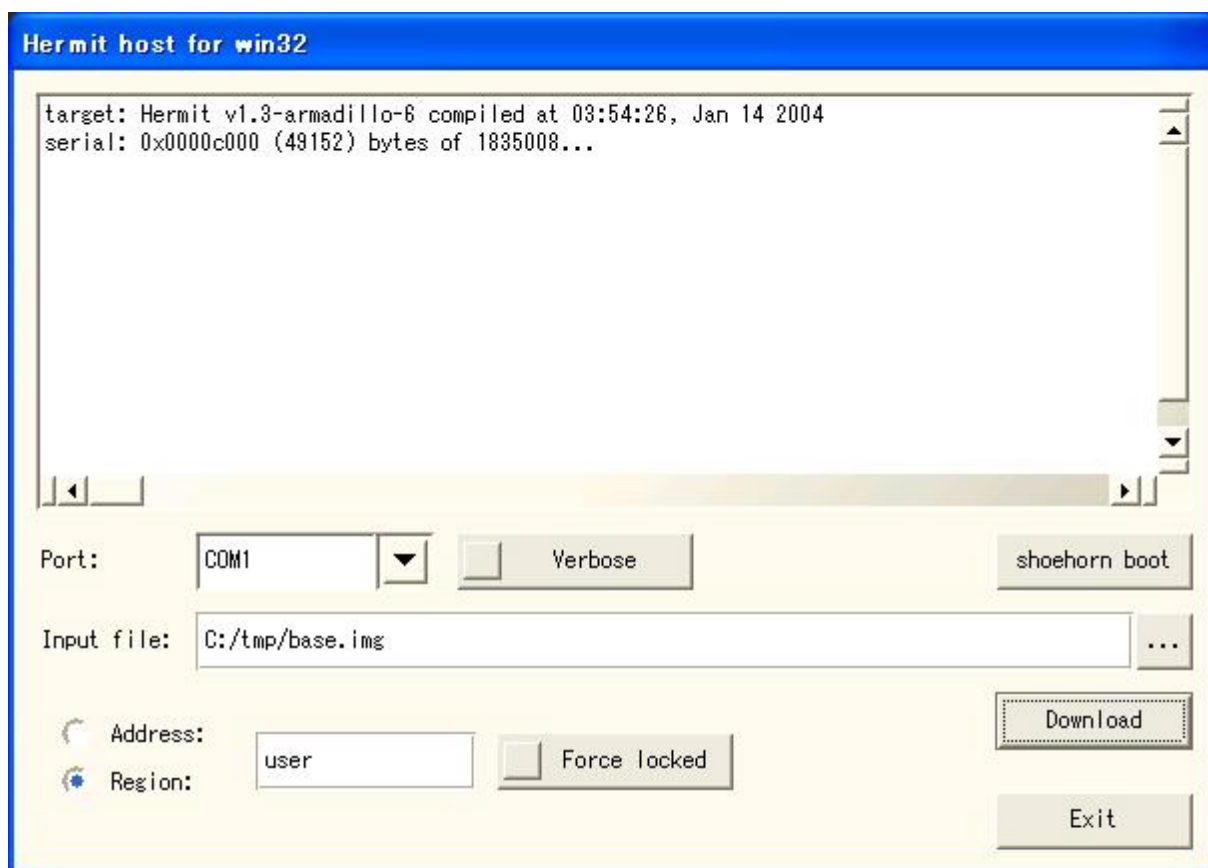 Hermit host for win32
target: Hermit v1.3-armadillo-6 compiled at 03:54:26, Jan 14 2004
serial: 0x0000c000 (49152) bytes of 1835008...
Port: COM1 Verbose shoehorn boot
Input file: C:/tmp/base.img ...
Download
Address:
user Force locked
Region:
Exit